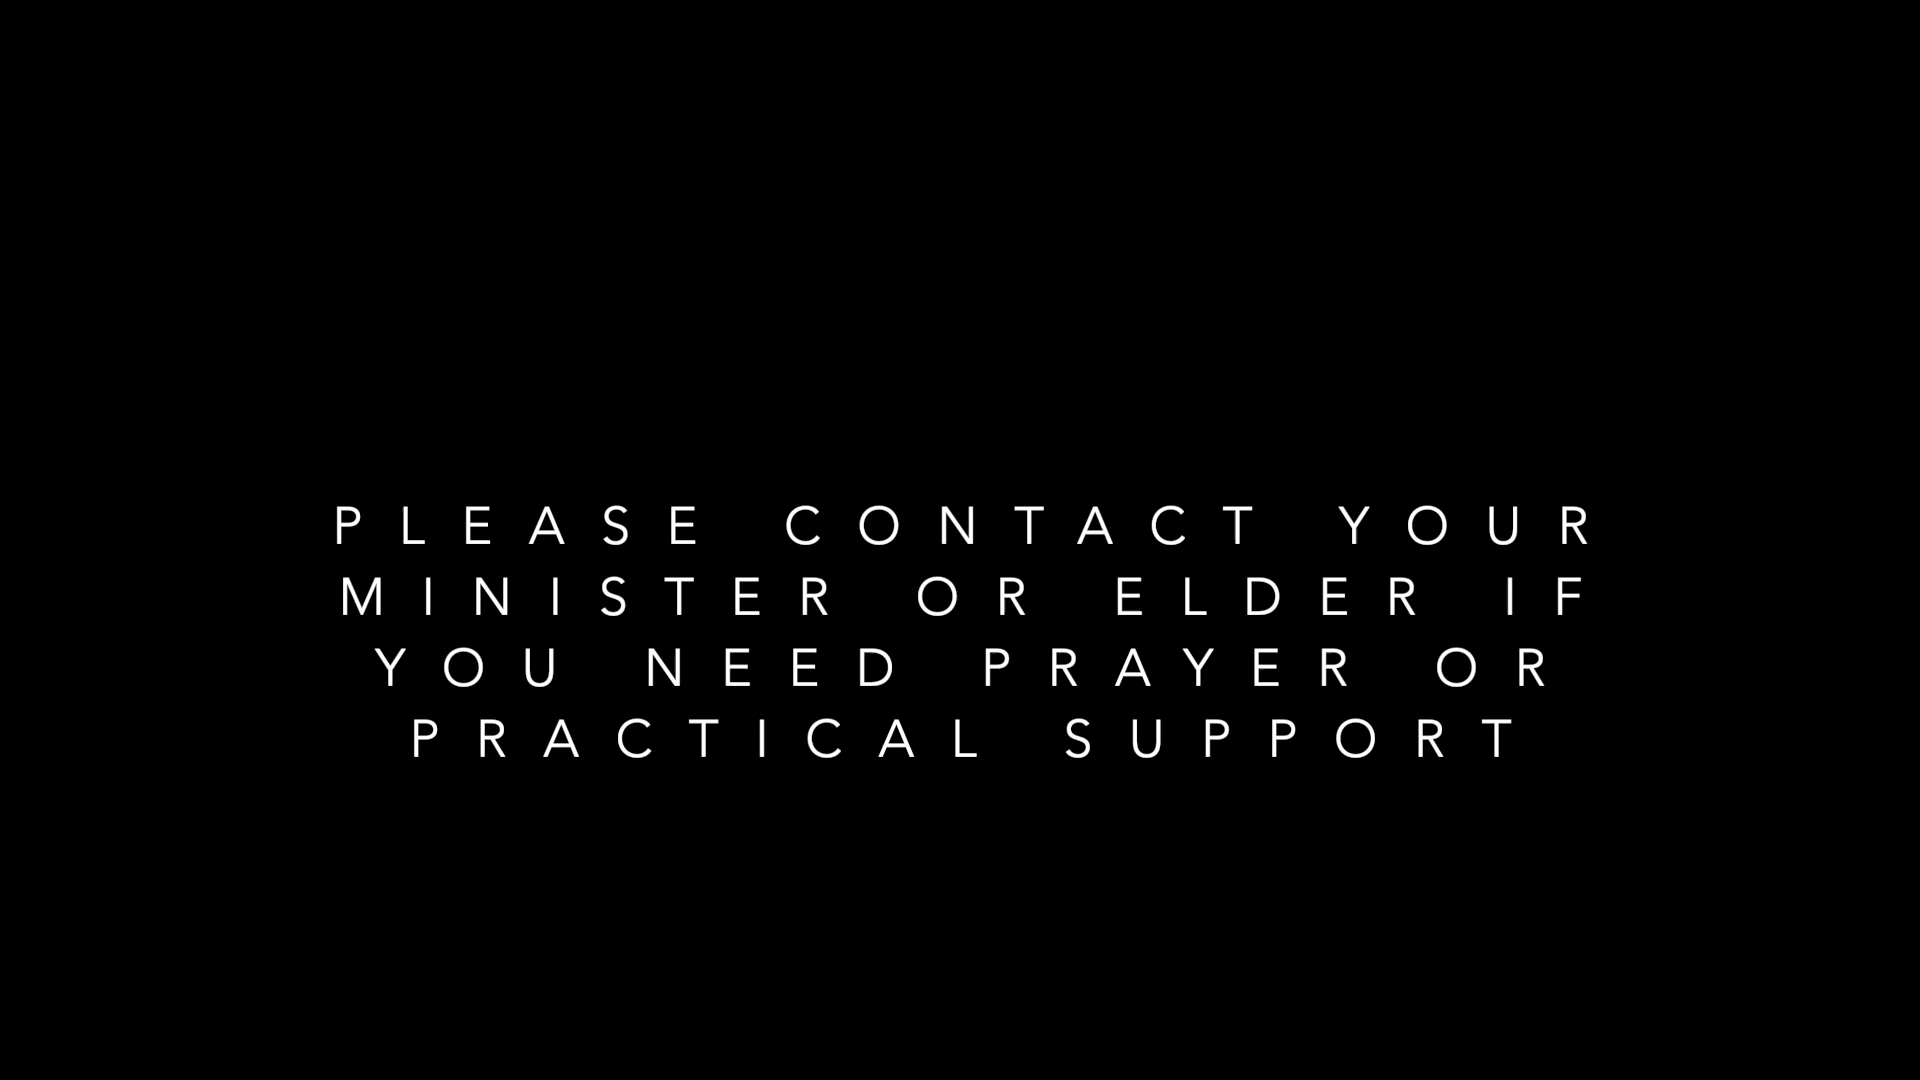 PLEASE CONTACT YOUR
MINISTER OR ELDER IF
YOU NEED PRAYER OR
PRACTICAL SUPPORT